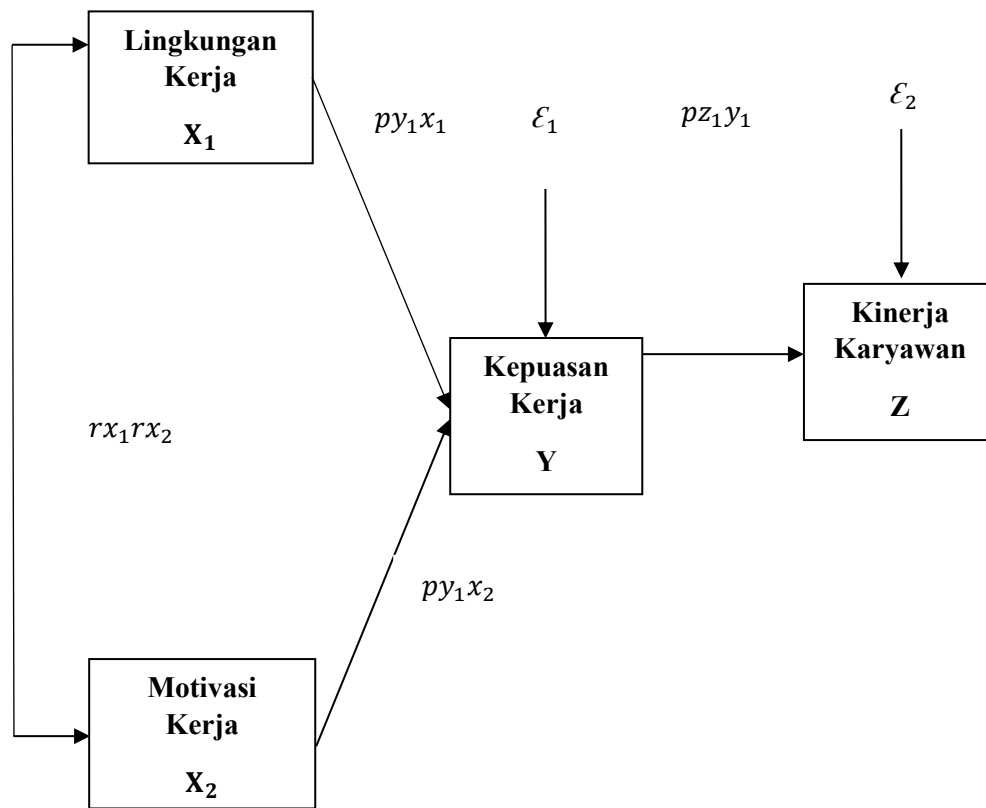 Lingkungan
Kerja
X₁
py₁x₁
ℰ₁
pz₁y₁
ℰ₂
Kinerja
Karyawan
Z
Kepuasan
Kerja
Y
rx₁rx₂
py₁x₂
Motivasi
Kerja
X₂